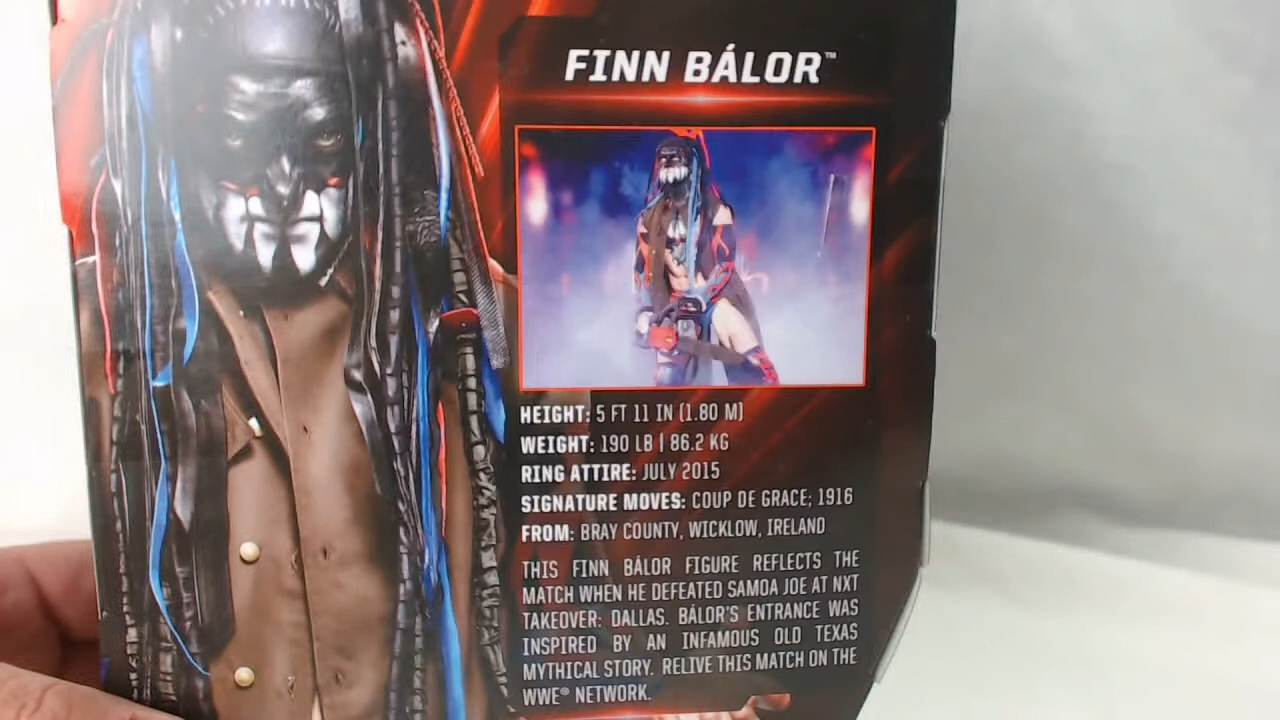 FINN BÁLOR™
HEIGHT: 5 FT 11 IN (1.80 M)
WEIGHT: 190 LB | 86.2 KG
RING ATTIRE: JULY 2015
SIGNATURE MOVES: COUP DE GRACE; 1916
FROM: BRAY COUNTY, WICKLOW, IRELAND
THIS FINN BÁLOR FIGURE REFLECTS THE
MATCH WHEN HE DEFEATED SAMOA JOE AT NXT
TAKEOVER: DALLAS. BÁLOR'S ENTRANCE WAS
INSPIRED BY AN INFAMOUS OLD TEXAS
MYTHICAL STORY. RELIVE THIS MATCH ON THE
WWE® NETWORK.